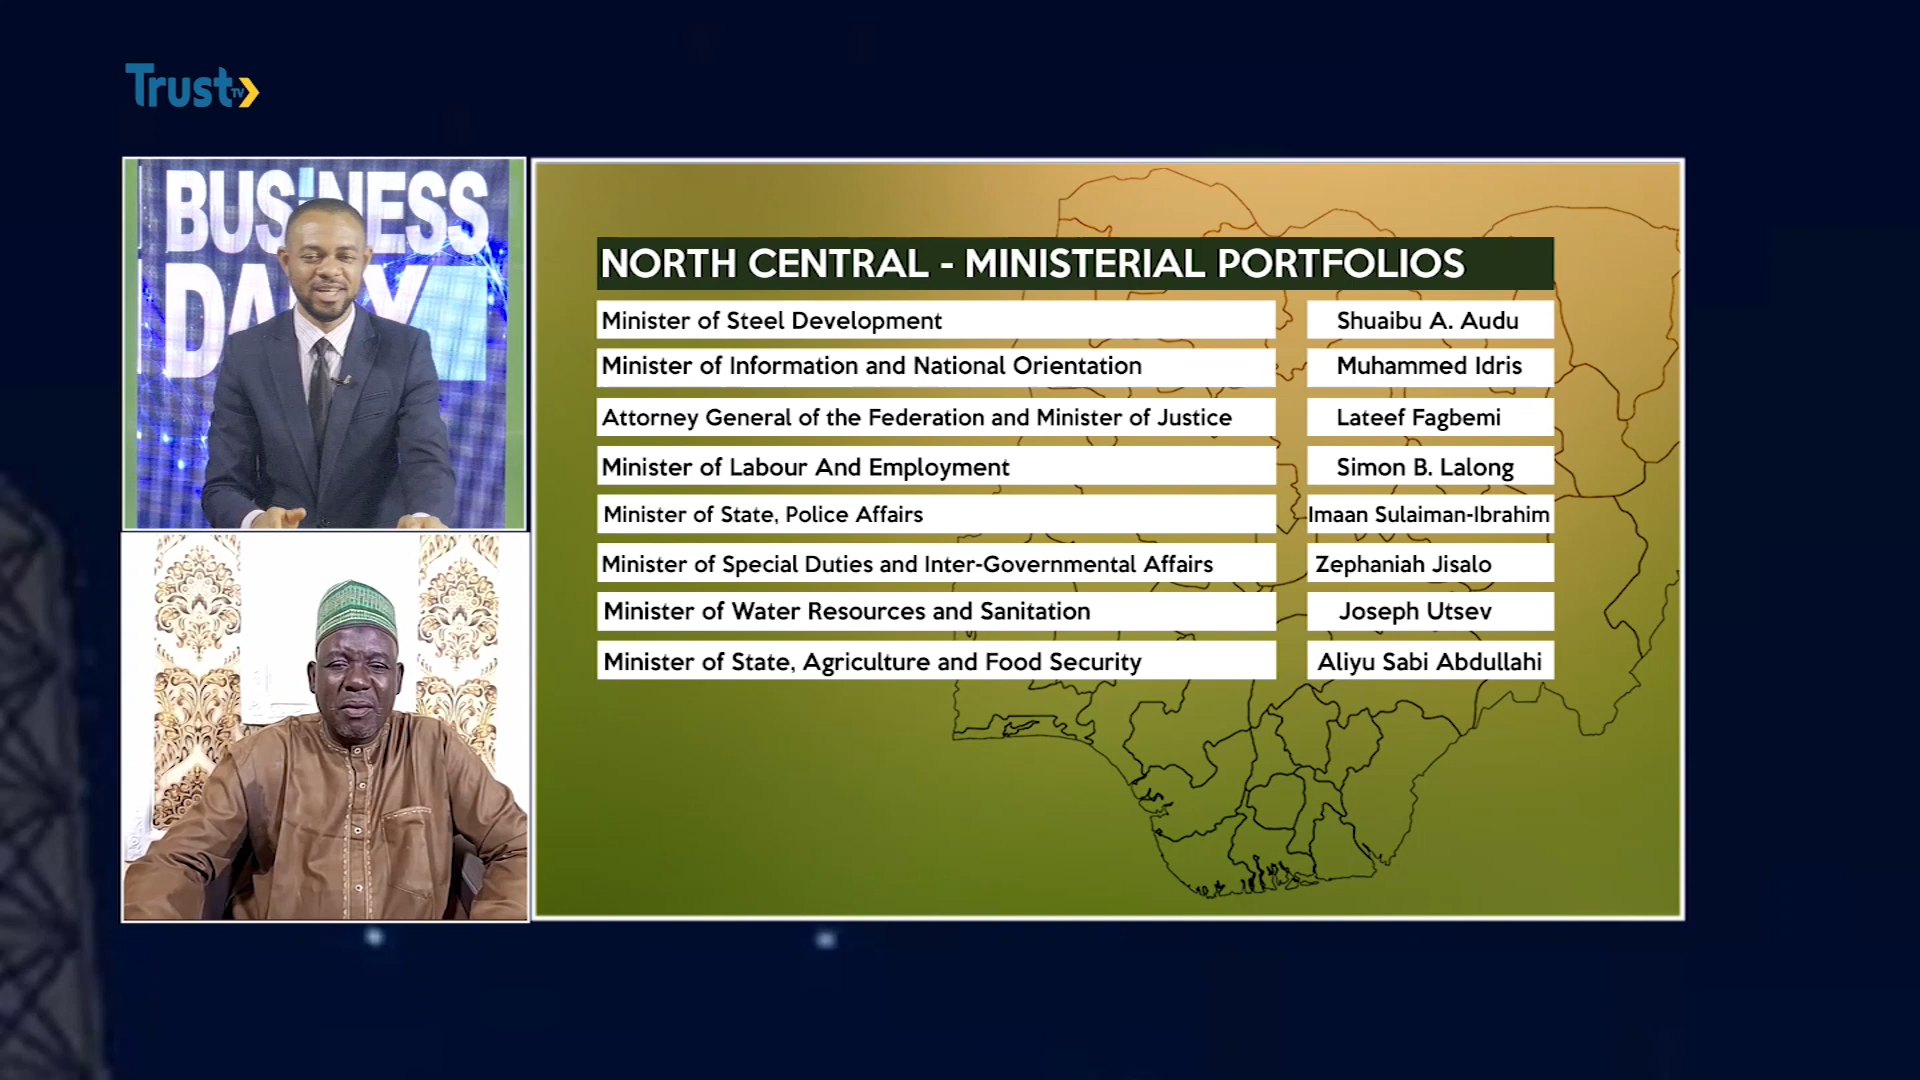 Trust TV
BUSINESS
DAILY
NORTH CENTRAL - MINISTERIAL PORTFOLIOS
Minister of Steel Development Shuaibu A. Audu
Minister of Information and National Orientation Muhammed Idris
Attorney General of the Federation and Minister of Justice Lateef Fagbemi
Minister of Labour And Employment Simon B. Lalong
Minister of State, Police Affairs Imaan Sulaiman-Ibrahim
Minister of Special Duties and Inter-Governmental Affairs Zephaniah Jisalo
Minister of Water Resources and Sanitation Joseph Utsev
Minister of State, Agriculture and Food Security Aliyu Sabi Abdullahi